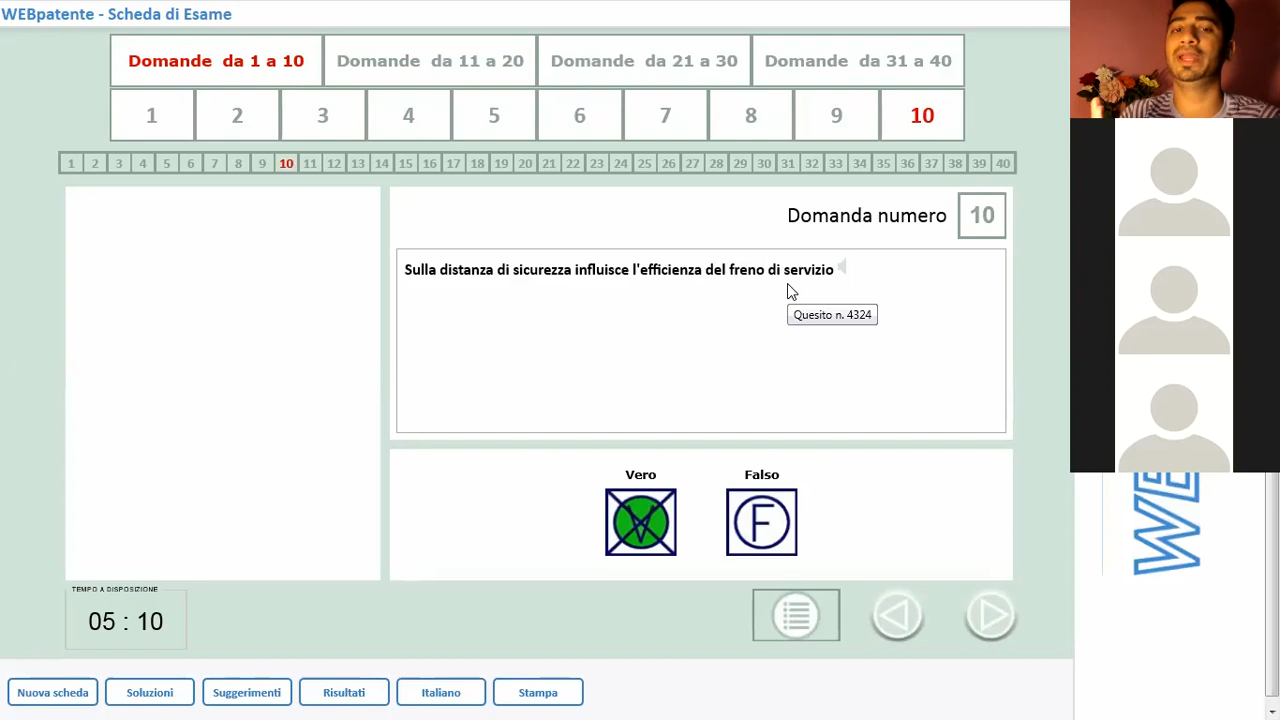 WEBpatente - Scheda di Esame
Domande da 1 a 10
Domande da 11 a 20
Domande da 21 a 30
Domande da 31 a 40
1 2 3 4 5 6 7 8 9 10
1 2 3 4 5 6 7 8 9 10 11 12 13 14 15 16 17 18 19 20 21 22 23 24 25 26 27 28 29 30 31 32 33 34 35 36 37 38 39 40
Domanda numero 10
Sulla distanza di sicurezza influisce l'efficienza del freno di servizio
Quesito n. 4324
Vero
Falso
V
F
WE
TEMPO A DISPOSIZIONE
05 : 10
Nuova scheda
Soluzioni
Suggerimenti
Risultati
Italiano
Stampa